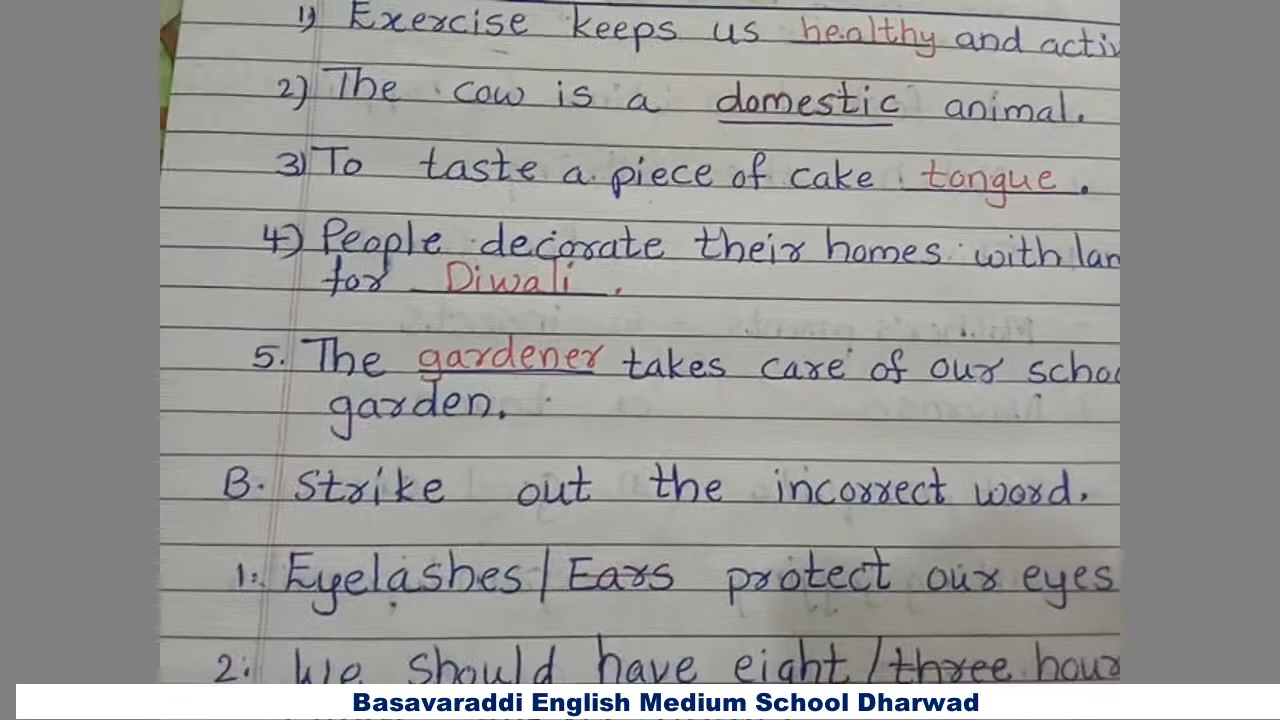 1) Exercise keeps us healthy and activ
2) The cow is a domestic animal.
3) To taste a piece of cake tongue.
4) People decorate their homes with lam
for Diwali.
5. The gardener takes care of our schoo
garden.
B. Strike out the incorrect word.
1. Eyelashes / Ears protect our eyes
2. We should have eight / three hour
Basavaraddi English Medium School Dharwad